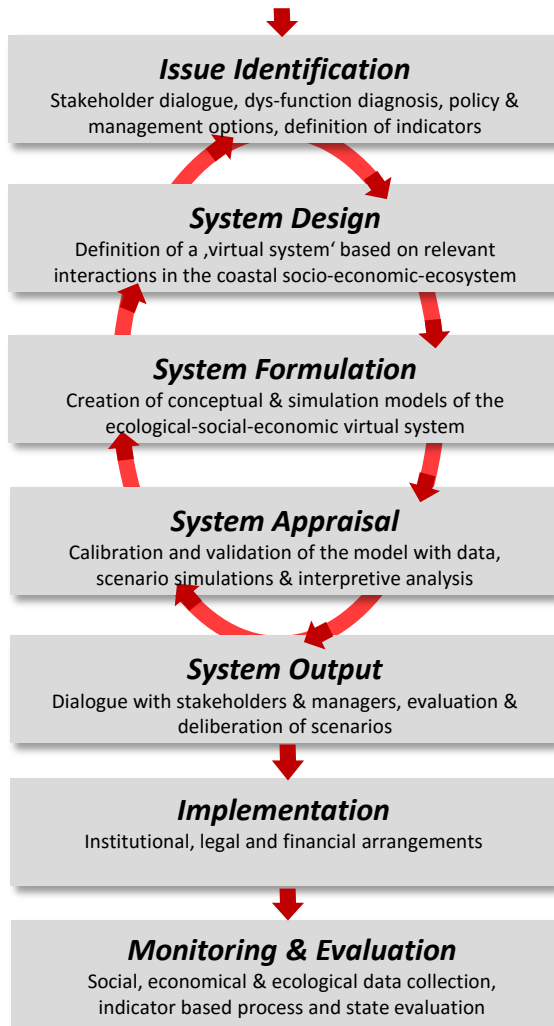 Issue Identification
Stakeholder dialogue, dys-function diagnosis, policy &
management options, definition of indicators
System Design
Definition of a ‚virtual system‘ based on relevant
interactions in the coastal socio-economic-ecosystem
System Formulation
Creation of conceptual & simulation models of the
ecological-social-economic virtual system
System Appraisal
Calibration and validation of the model with data,
scenario simulations & interpretive analysis
System Output
Dialogue with stakeholders & managers, evaluation &
deliberation of scenarios
Implementation
Institutional, legal and financial arrangements
Monitoring & Evaluation
Social, economical & ecological data collection,
indicator based process and state evaluation